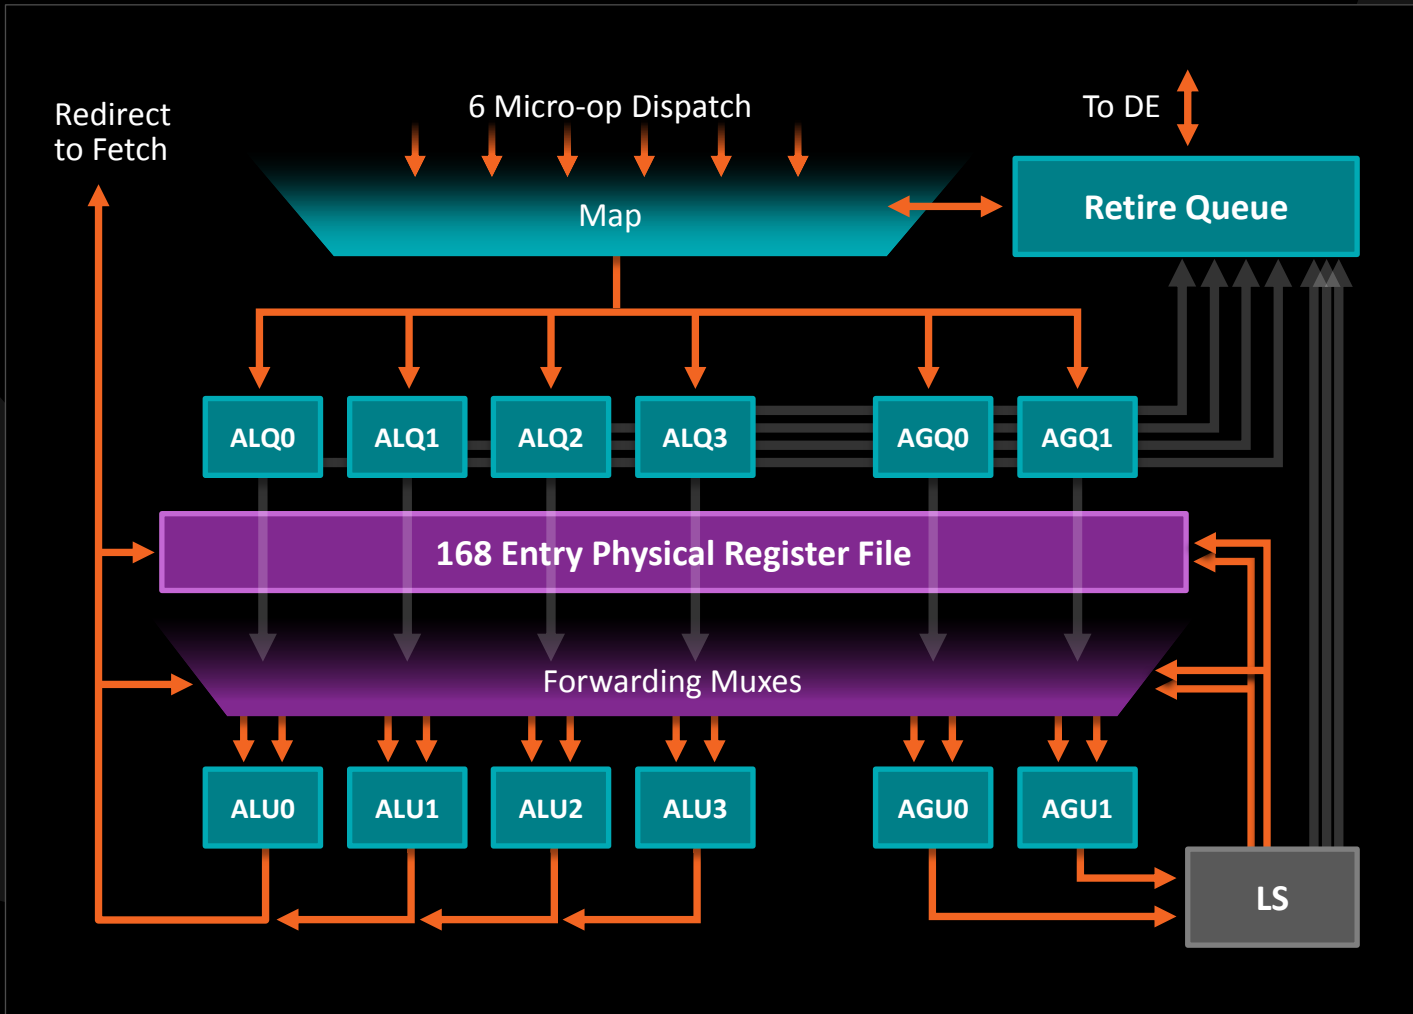 Redirect
to Fetch
6 Micro-op Dispatch
To DE
Map
Retire Queue
ALQ0
ALQ1
ALQ2
ALQ3
AGQ0
AGQ1
168 Entry Physical Register File
Forwarding Muxes
ALU0
ALU1
ALU2
ALU3
AGU0
AGU1
LS